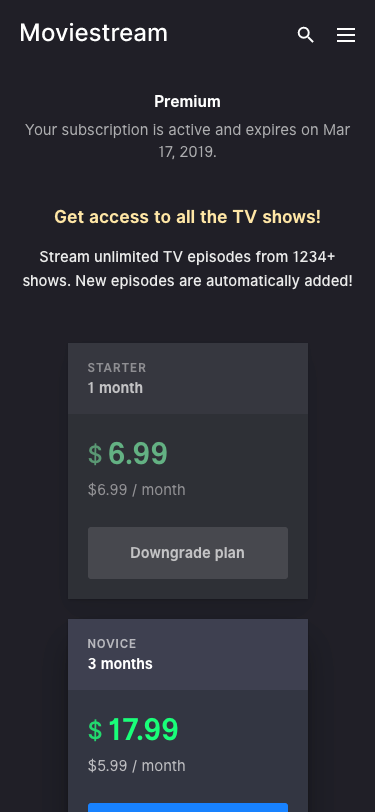 Moviestream
Premium
Your subscription is active and expires on Mar
17, 2019.
Get access to all the TV shows!
Stream unlimited TV episodes from 1234+
shows. New episodes are automatically added!
STARTER
1 month
$ 6.99
$6.99 / month
Downgrade plan
NOVICE
3 months
$ 17.99
$5.99 / month